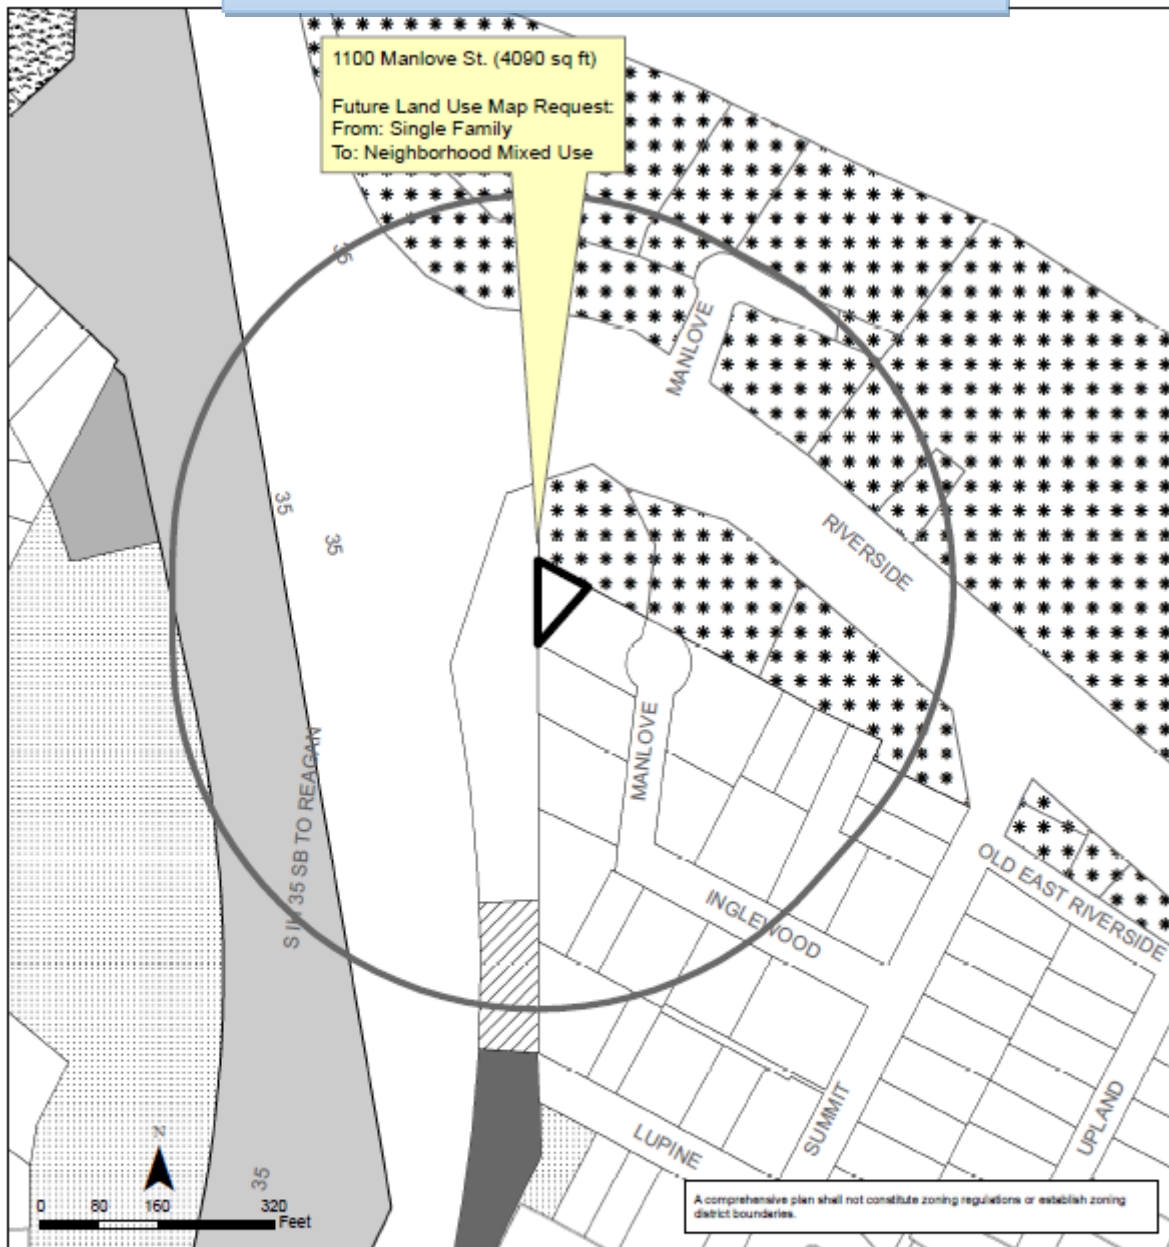 1100 Manlove St. (4090 sq ft)
Future Land Use Map Request:
From: Single Family
To: Neighborhood Mixed Use
35
MANLOVE
35
35
RIVERSIDE
MANLOVE
S IH 35 SB TO REAGAN
OLD EAST RIVERSIDE
INGLEWOOD
SUMMIT
UPLAND
LUPINE
N
35
0 80 160 320
Feet
A comprehensive plan shall not constitute zoning regulations or establish zoning
district boundaries.